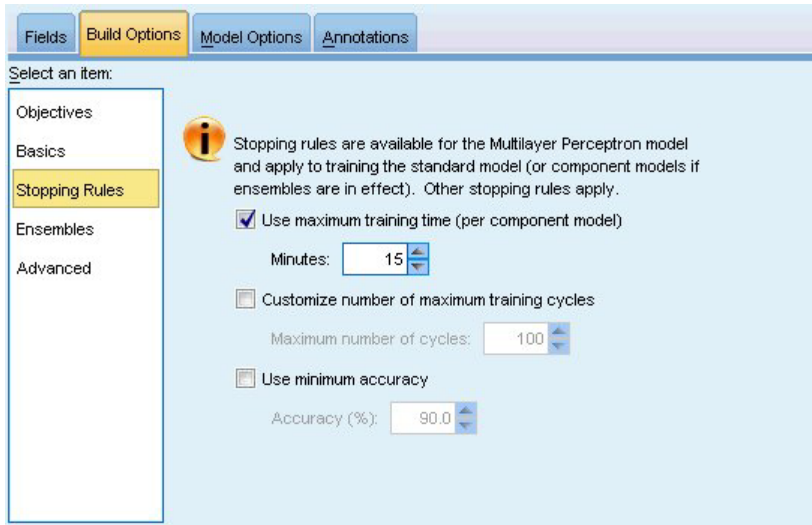 Fields Build Options Model Options Annotations
Select an item:
Objectives
Basics
Stopping Rules
Ensembles
Advanced
Stopping rules are available for the Multilayer Perceptron model
and apply to training the standard model (or component models if
ensembles are in effect). Other stopping rules apply.
Use maximum training time (per component model)
Minutes: 15
Customize number of maximum training cycles
Maximum number of cycles: 100
Use minimum accuracy
Accuracy (%): 90.0